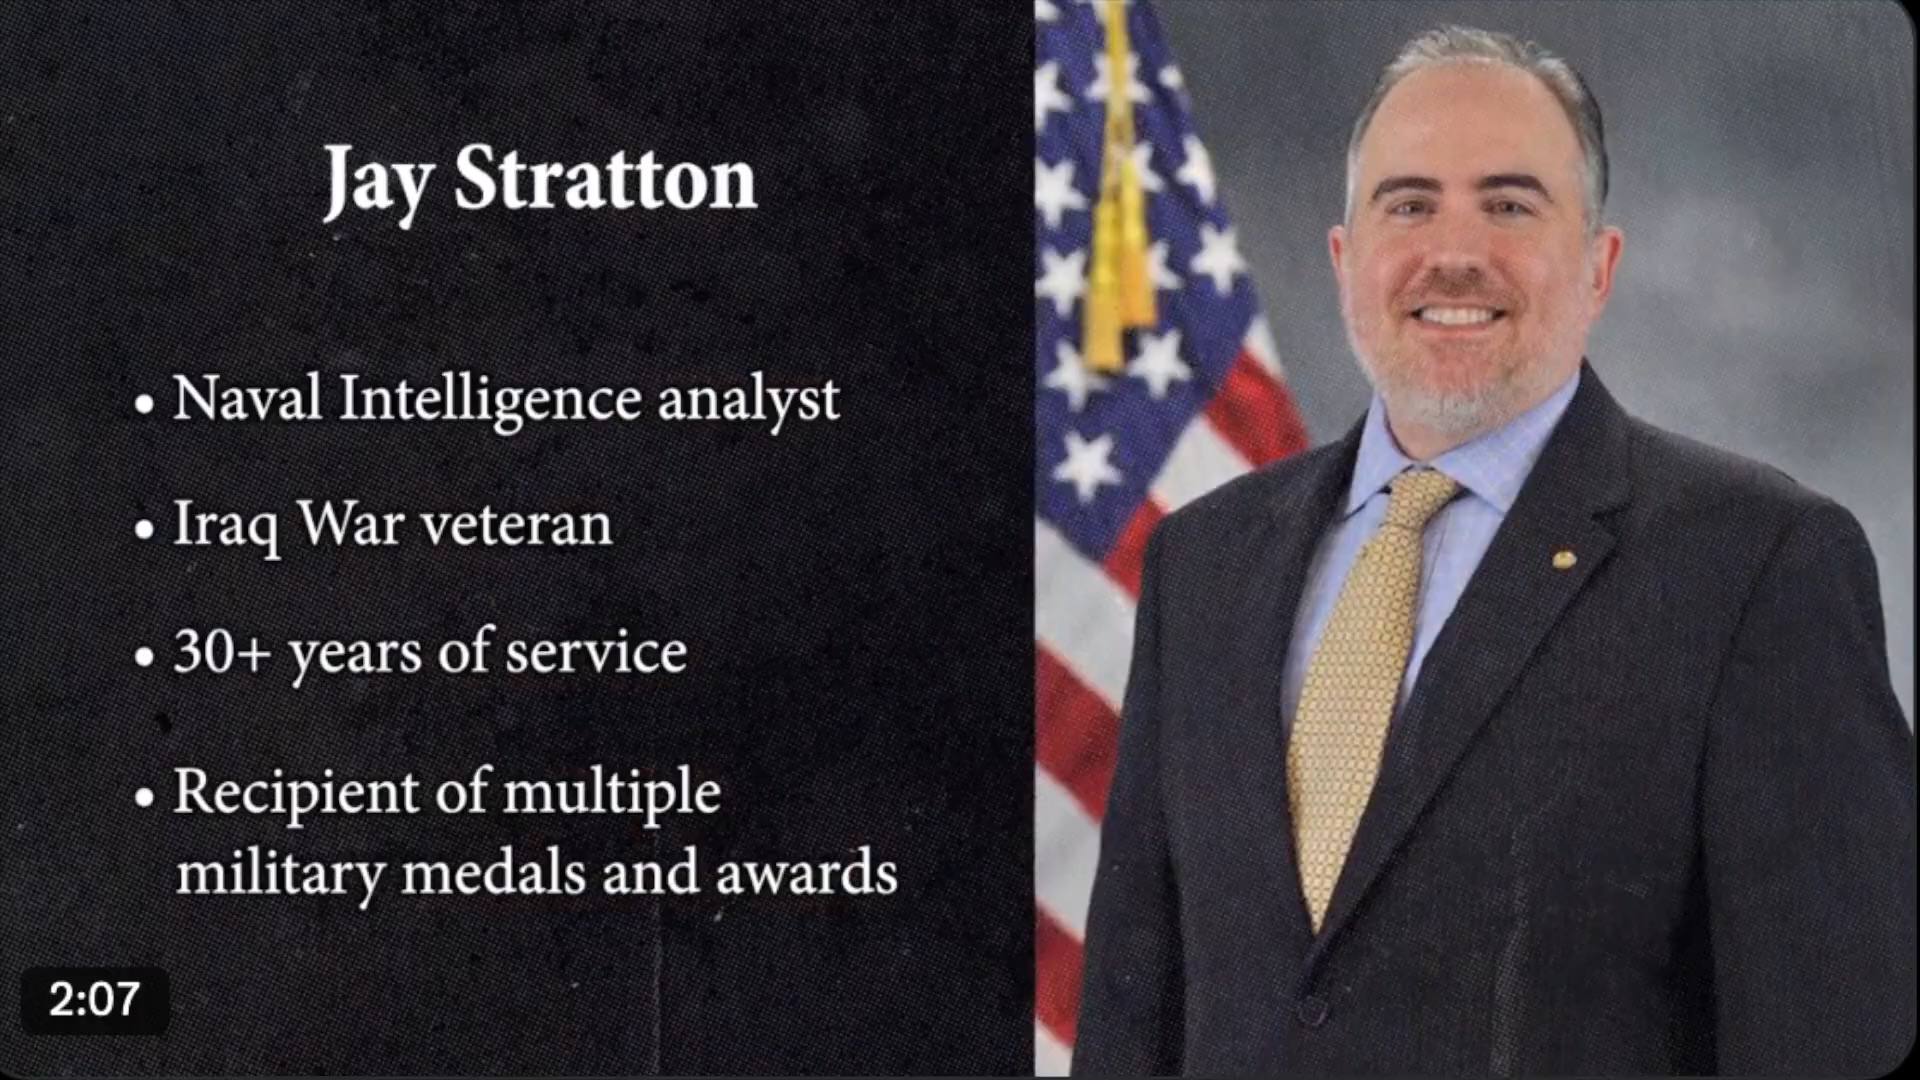 Jay Stratton
• Naval Intelligence analyst
• Iraq War veteran
• 30+ years of service
• Recipient of multiple
military medals and awards
2:07